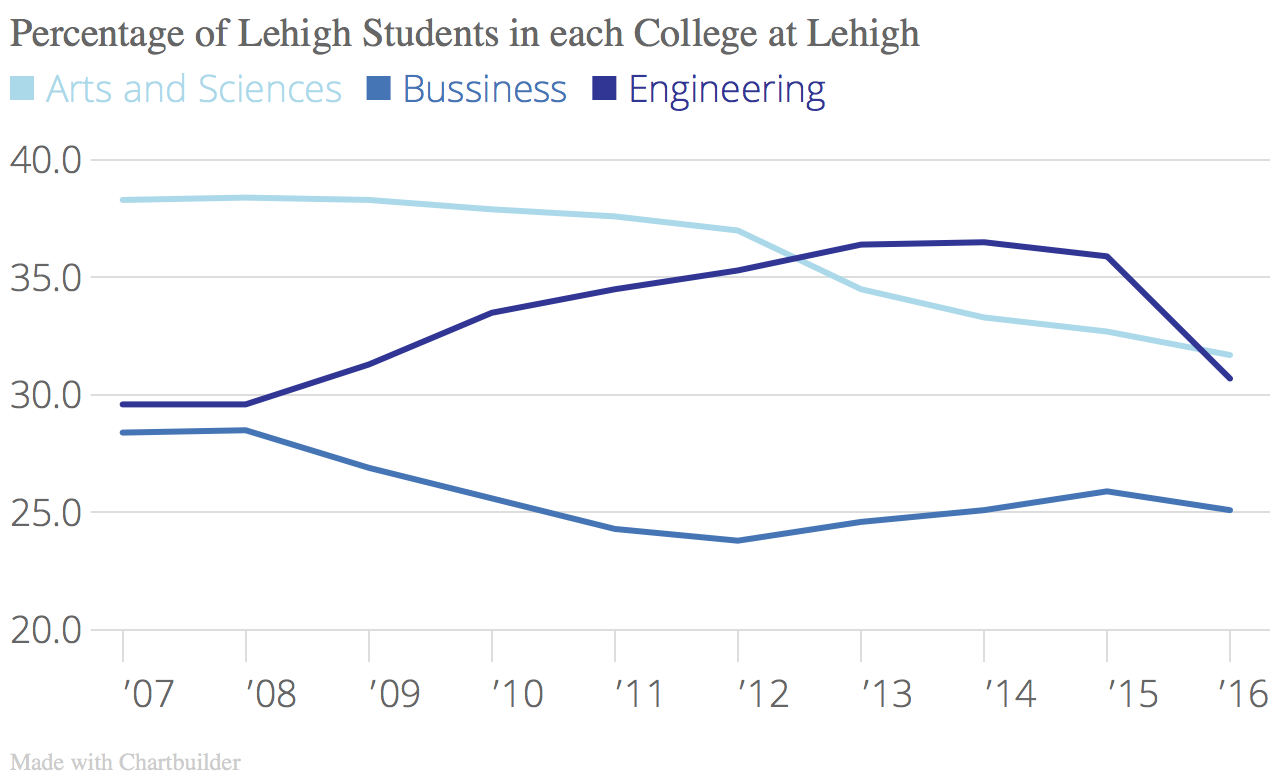 Percentage of Lehigh Students in each College at Lehigh
Arts and Sciences Bussiness Engineering
40.0
35.0
30.0
25.0
20.0
’07 ’08 ’09 ’10 ’11 ’12 ’13 ’14 ’15 ’16
Made with Chartbuilder